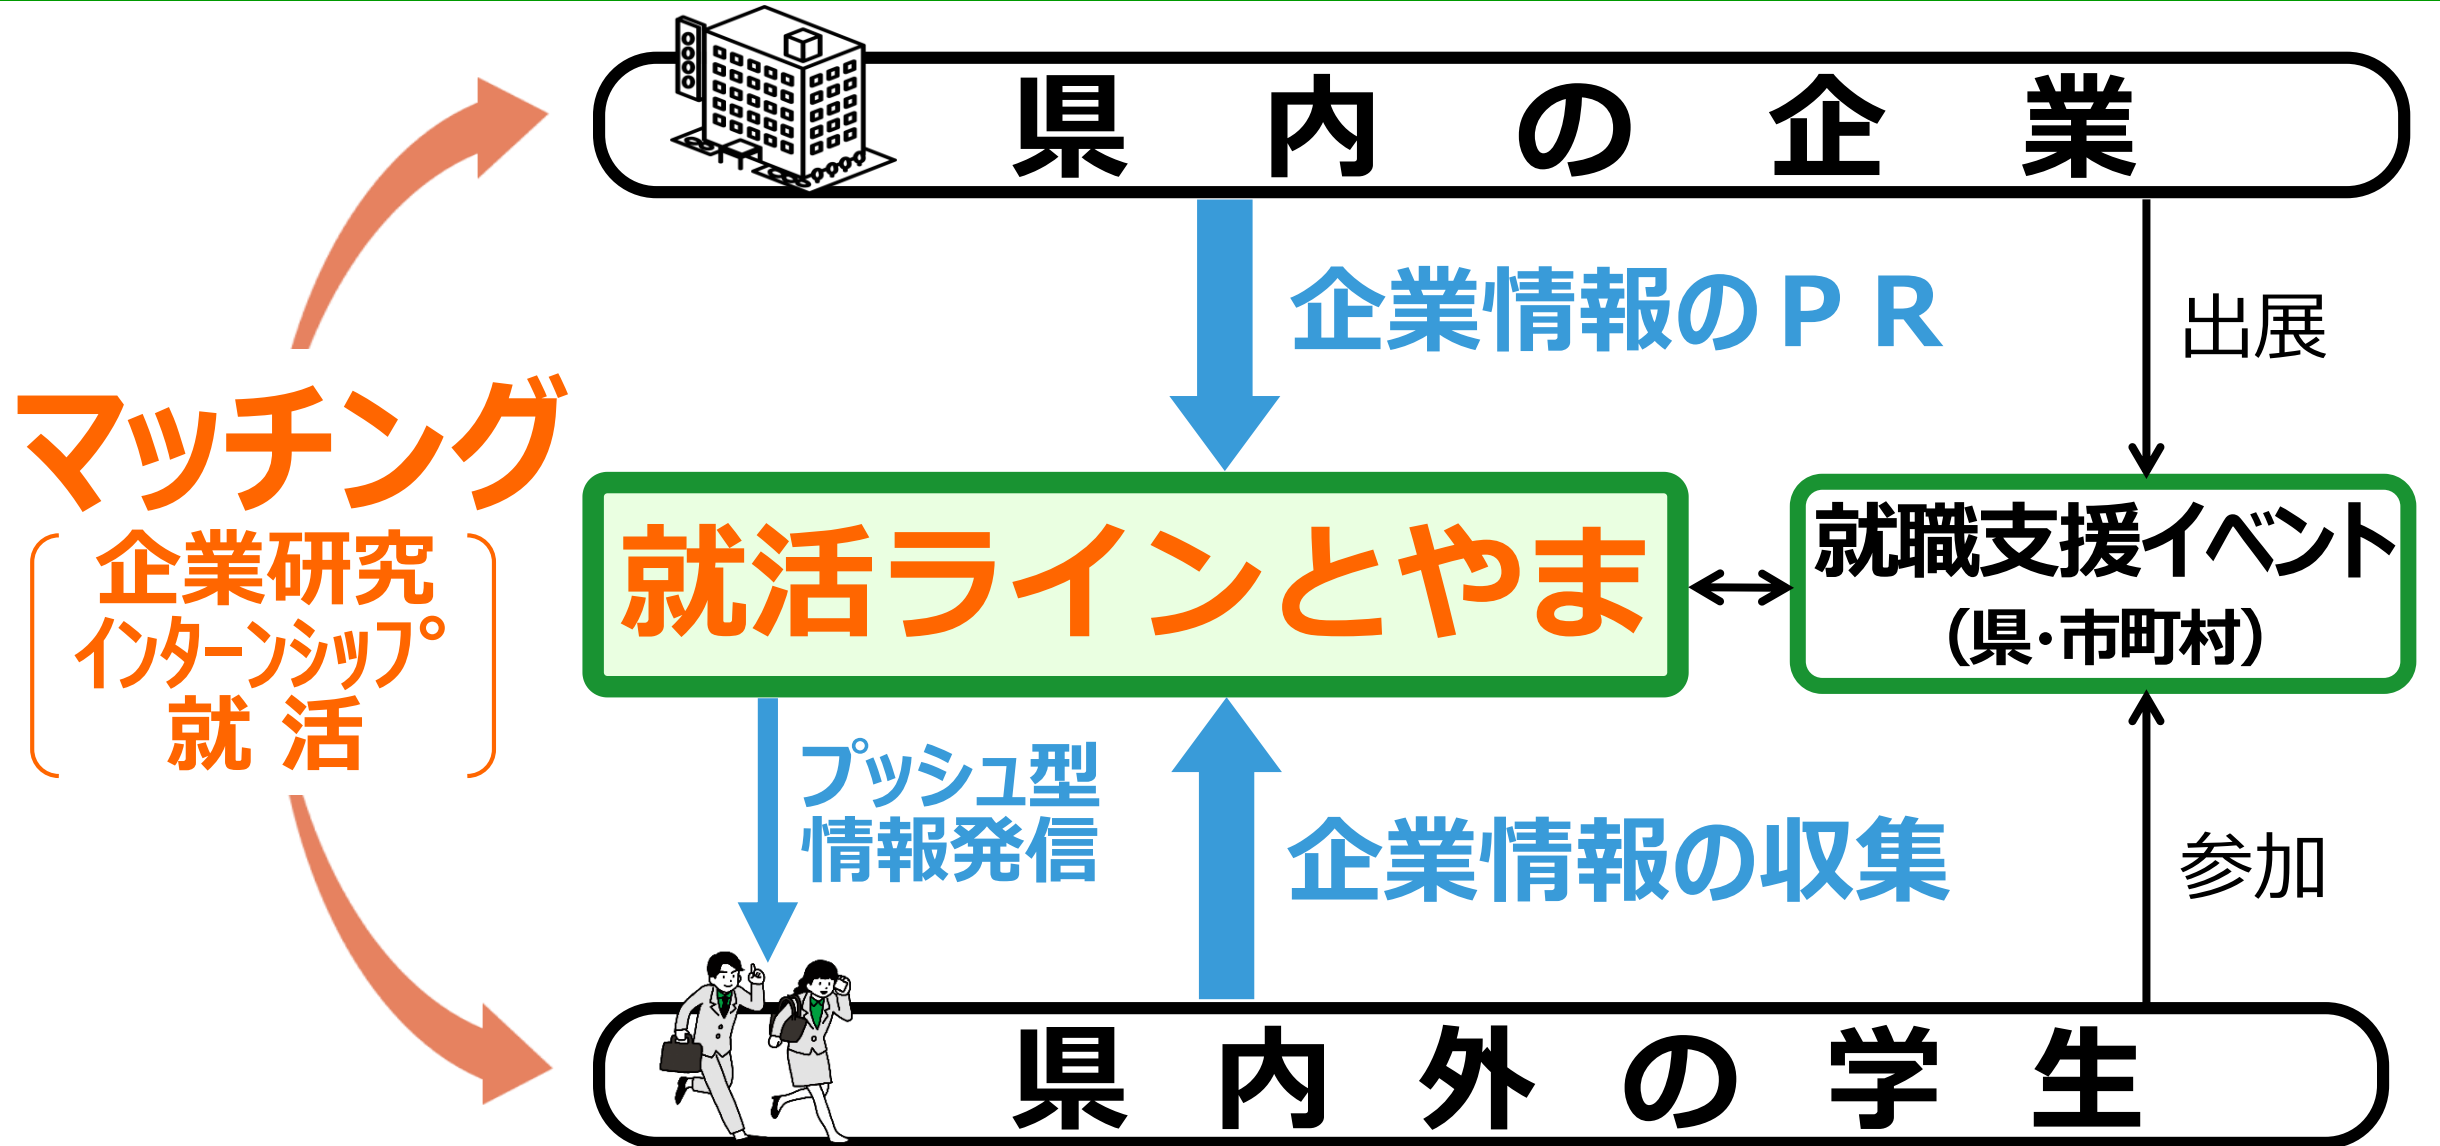 県内の企業
企業情報のＰＲ
出展
マッチング
企業研究
インターンシップ
就活
就活ラインとやま
就職支援イベント
（県・市町村）
プッシュ型
情報発信
企業情報の収集
参加
県内外の学生